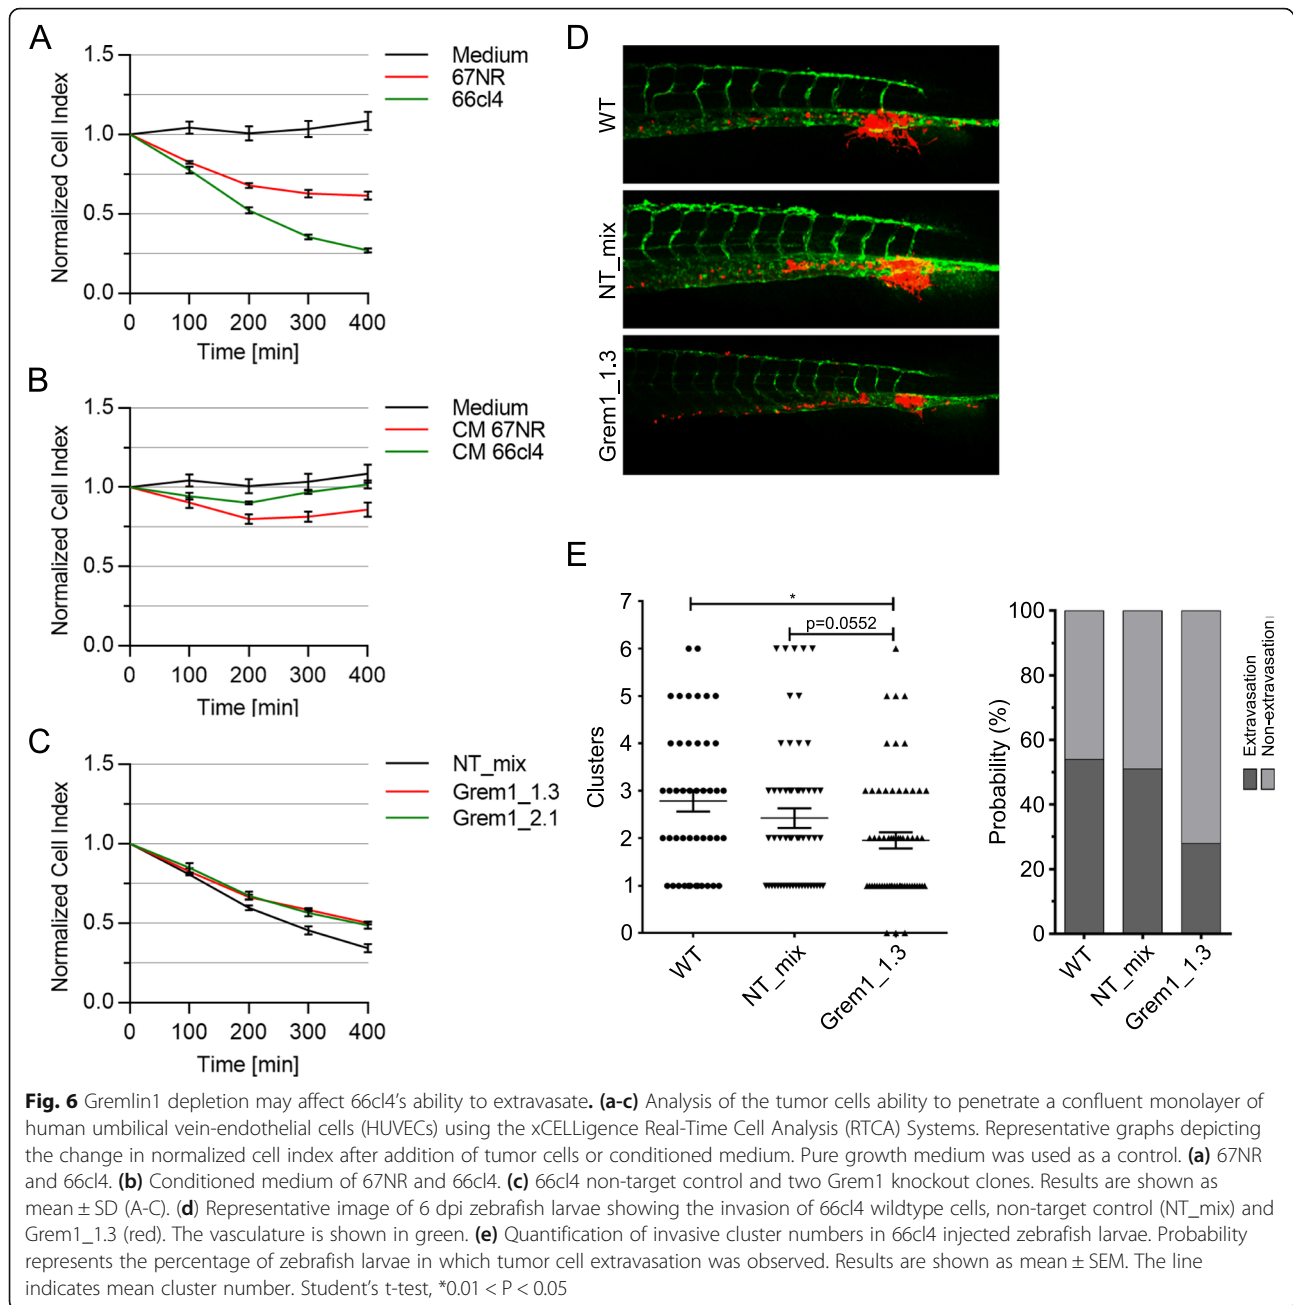 A
1.5
1.0
0.5
0.0
Normalized Cell Index
0 100 200 300 400
Time [min]
Medium
67NR
66cl4
B
1.5
1.0
0.5
0.0
Normalized Cell Index
0 100 200 300 400
Time [min]
Medium
CM 67NR
CM 66cl4
C
1.5
1.0
0.5
0.0
Normalized Cell Index
0 100 200 300 400
Time [min]
NT_mix
Grem1_1.3
Grem1_2.1
D
WT
NT_mix
Grem1_1.3
E
7
6
5
4
3
2
1
0
Clusters
*
p=0.0552
WT
NT_mix
Grem1_1.3
100
80
60
40
20
0
Probability (%)
WT
NT_mix
Grem1_1.3
Extravasation
Non-extravasation
Fig. 6 Gremlin1 depletion may affect 66cl4's ability to extravasate. (a-c) Analysis of the tumor cells ability to penetrate a confluent monolayer of
human umbilical vein-endothelial cells (HUVECs) using the xCELLigence Real-Time Cell Analysis (RTCA) Systems. Representative graphs depicting
the change in normalized cell index after addition of tumor cells or conditioned medium. Pure growth medium was used as a control. (a) 67NR
and 66cl4. (b) Conditioned medium of 67NR and 66cl4. (c) 66cl4 non-target control and two Grem1 knockout clones. Results are shown as
mean ± SD (A-C). (d) Representative image of 6 dpi zebrafish larvae showing the invasion of 66cl4 wildtype cells, non-target control (NT_mix) and
Grem1_1.3 (red). The vasculature is shown in green. (e) Quantification of invasive cluster numbers in 66cl4 injected zebrafish larvae. Probability
represents the percentage of zebrafish larvae in which tumor cell extravasation was observed. Results are shown as mean ± SEM. The line
indicates mean cluster number. Student's t-test, *0.01 < P < 0.05